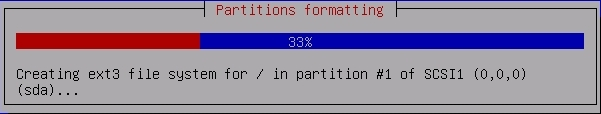 Partitions formatting
33%
Creating ext3 file system for / in partition #1 of SCSI1 (0,0,0)
(sda)...